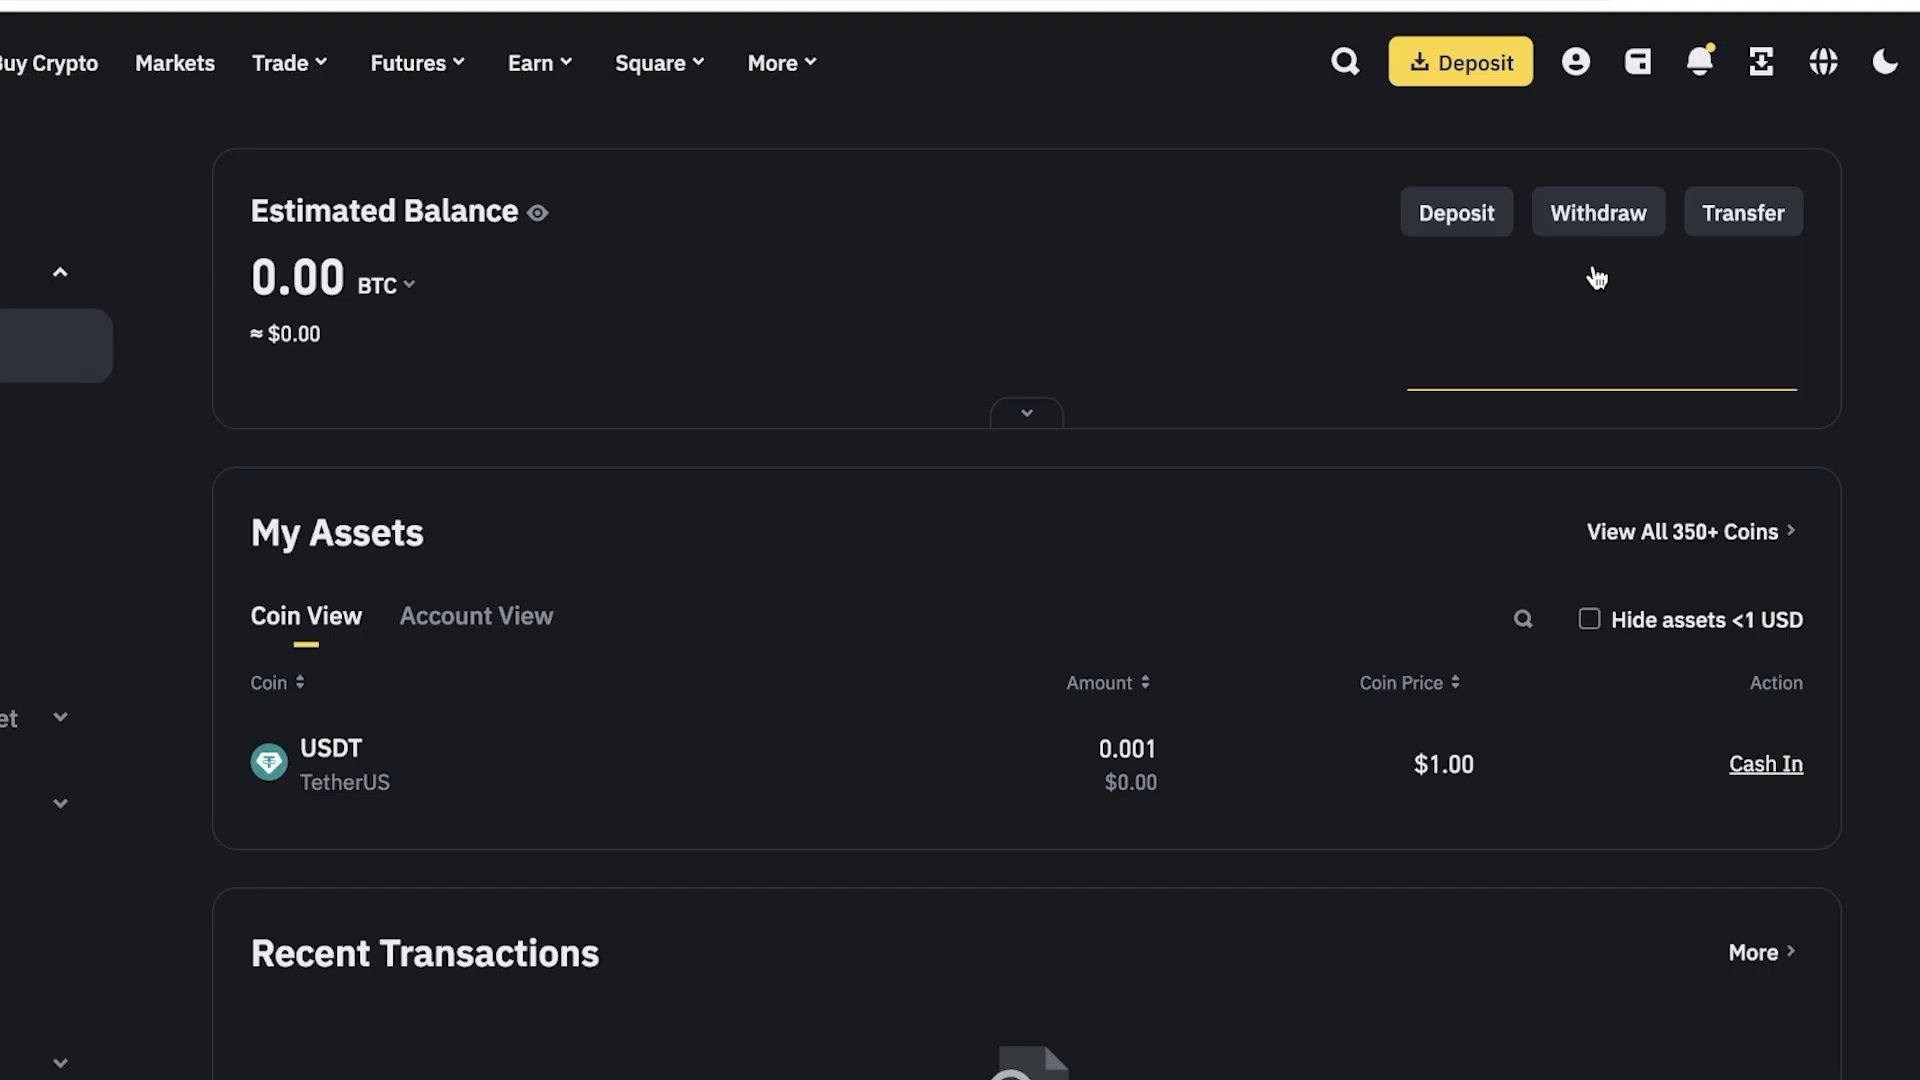 Buy Crypto Markets Trade Futures Earn Square More Deposit
Estimated Balance Deposit Withdraw Transfer
0.00 BTC
≈ $0.00
My Assets View All 350+ Coins
Coin View Account View Hide assets <1 USD
Coin Amount Coin Price Action
USDT 0.001 $1.00 Cash In
TetherUS $0.00
Recent Transactions More